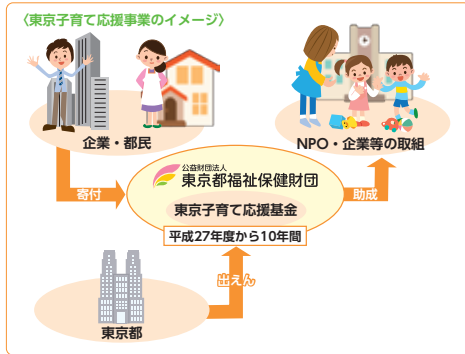 〈東京子育て応援事業のイメージ〉
企業・都民
NPO・企業等の取組
公益財団法人
東京都福祉保健財団
寄付
助成
東京子育て応援基金
平成27年度から10年間
出えん
東京都